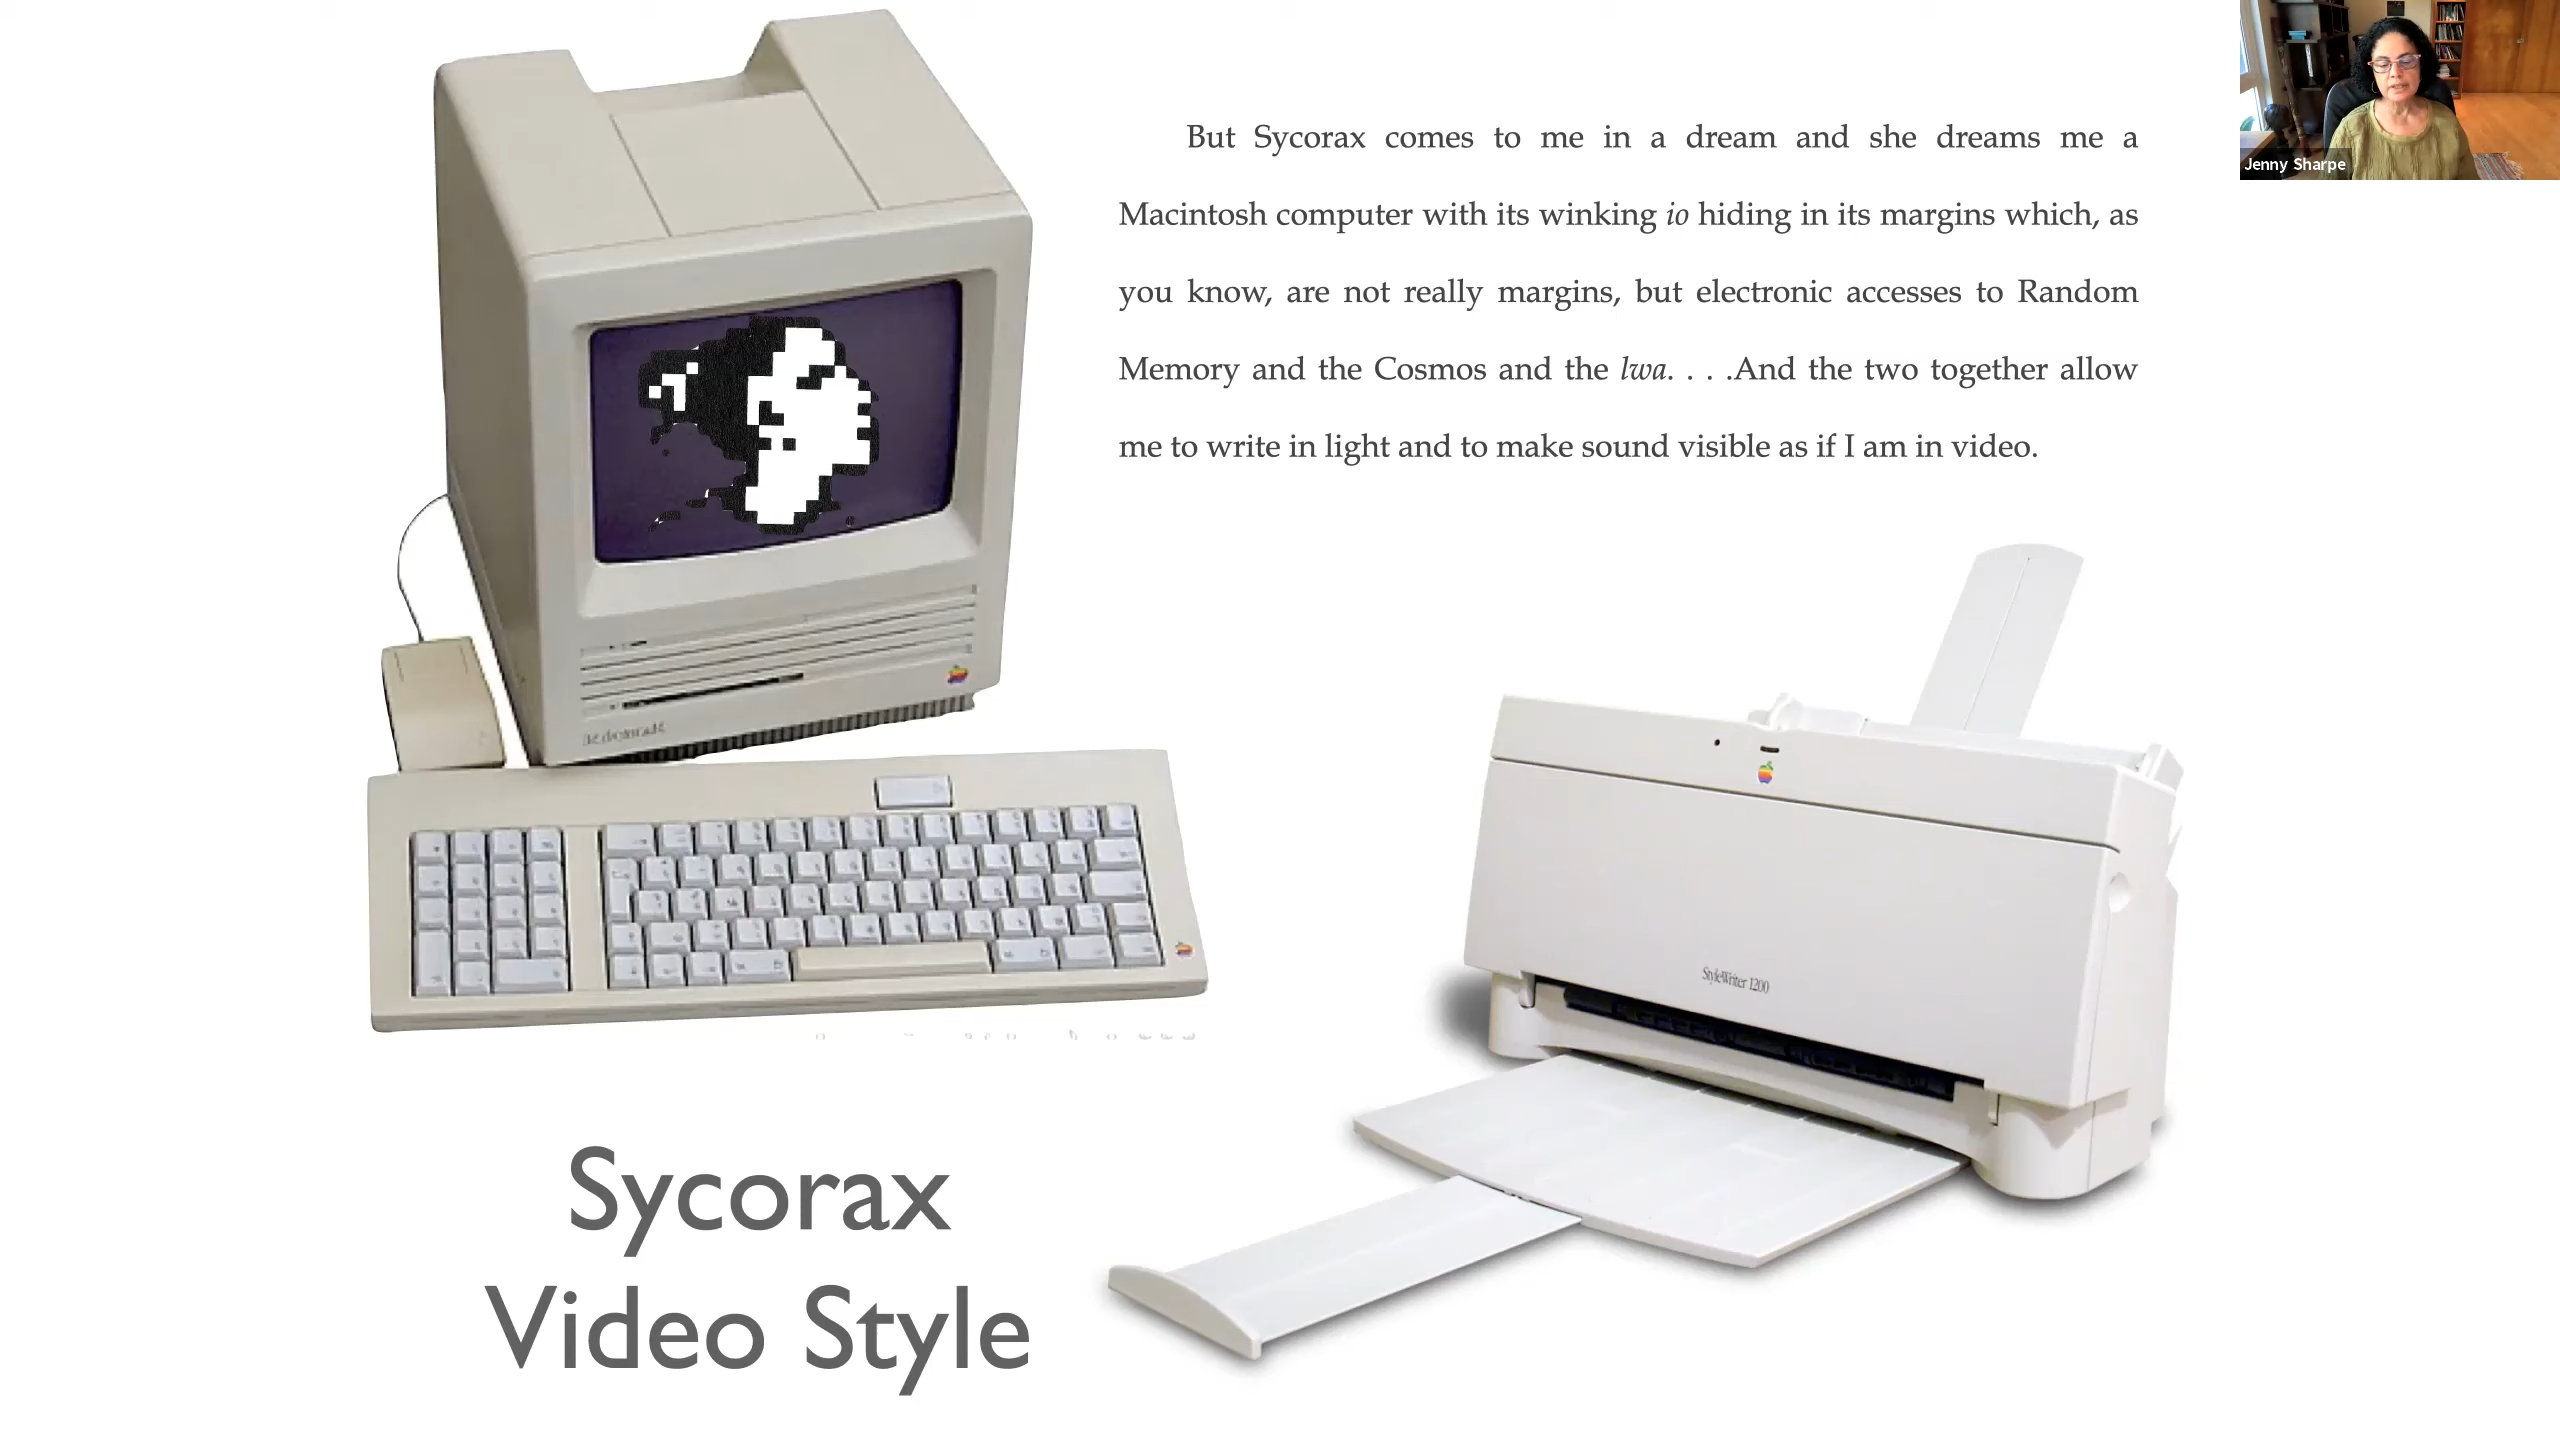 But Sycorax comes to me in a dream and she dreams me a
Macintosh computer with its winking io hiding in its margins which, as
you know, are not really margins, but electronic accesses to Random
Memory and the Cosmos and the lwa. . . .And the two together allow
me to write in light and to make sound visible as if I am in video.
Jenny Sharpe
StyleWriter 1200
Sycorax
Video Style